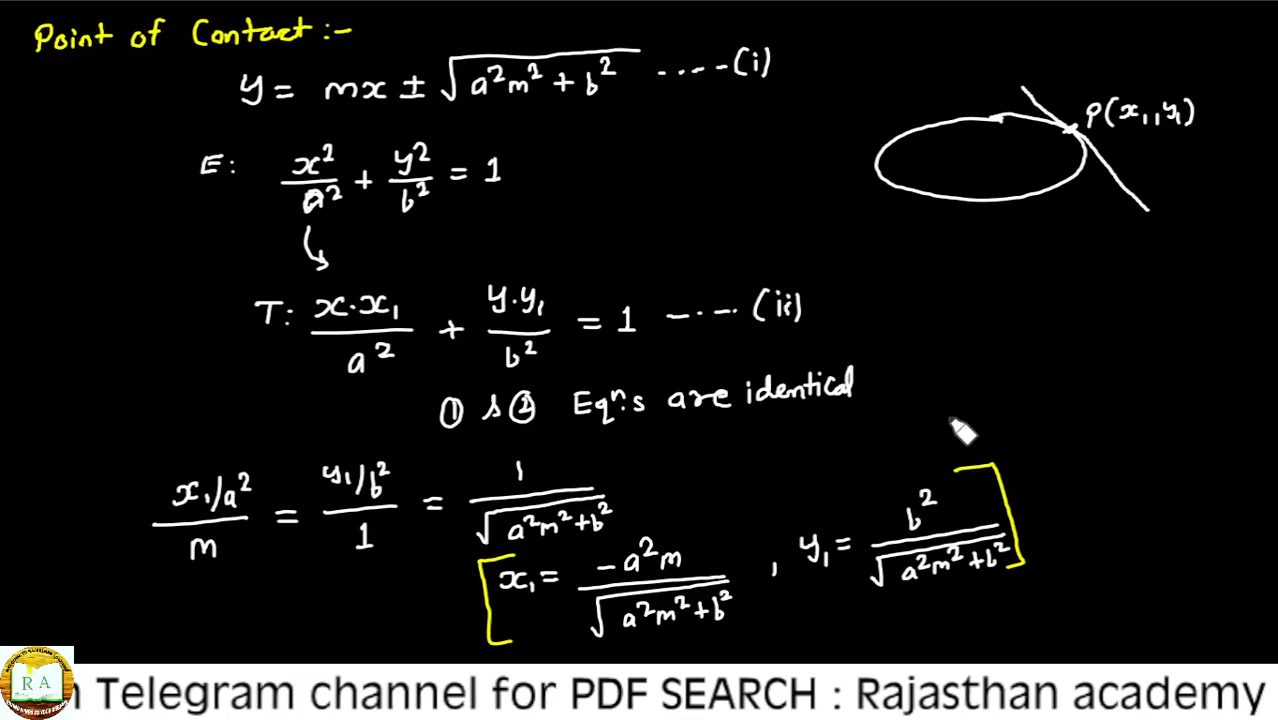 Point of Contact :-
y = mx ± √(a²m² + b²) .....(i)
P(x₁, y₁)
E: x²/a² + y²/b² = 1
T: x·x₁/a² + y·y₁/b² = 1 .....(ii)
① & ② Eqⁿ:s are identical
(x₁/a²)/m = (y₁/b²)/1 = 1/√(a²m²+b²)
[x₁ = -a²m/√(a²m²+b²) , y₁ = b²/√(a²m²+b²)]
RA
n Telegram channel for PDF SEARCH : Rajasthan academy